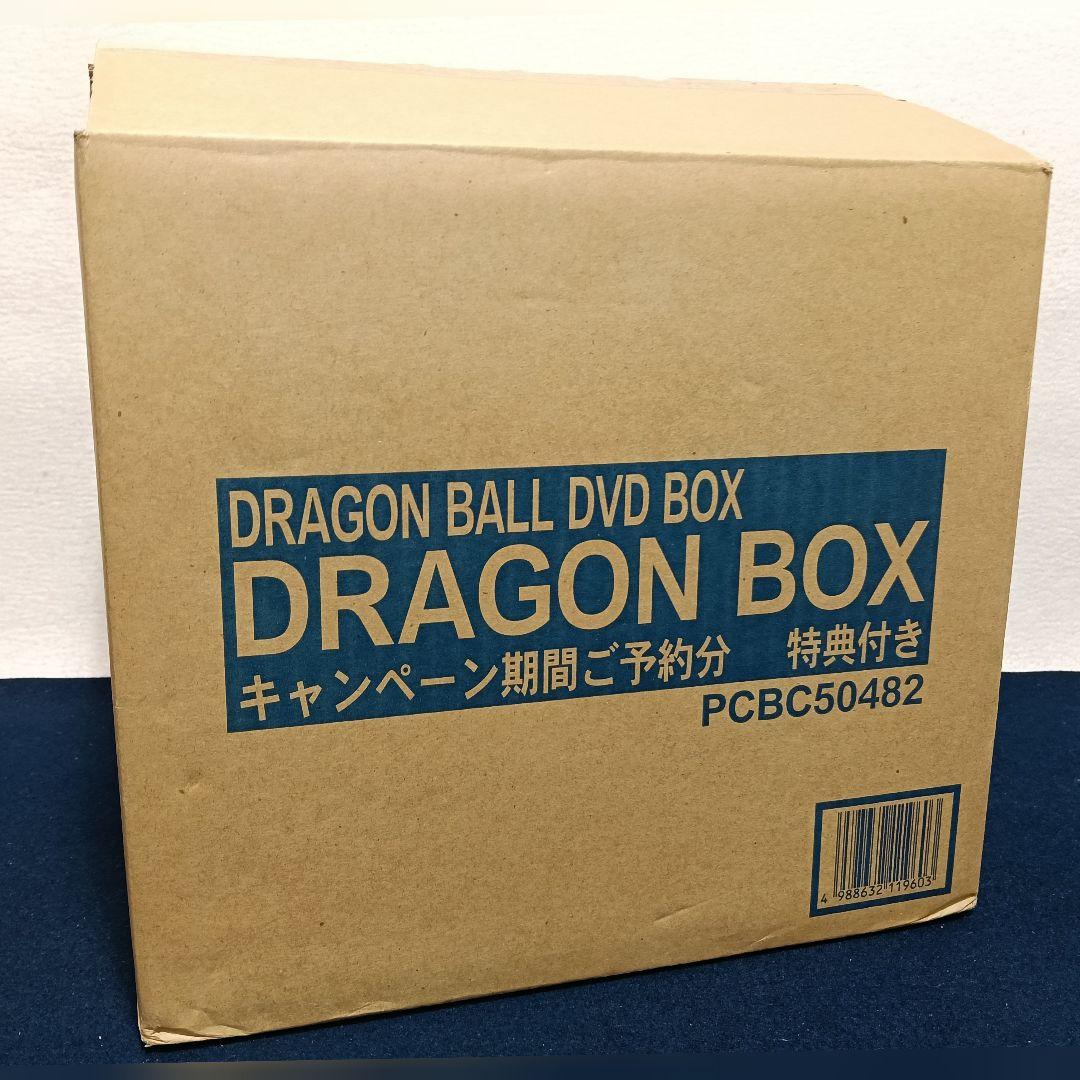 DRAGON BALL DVD BOX
DRAGON BOX
キャンペーン期間ご予約分 特典付き
PCBC50482
4 988632 119603